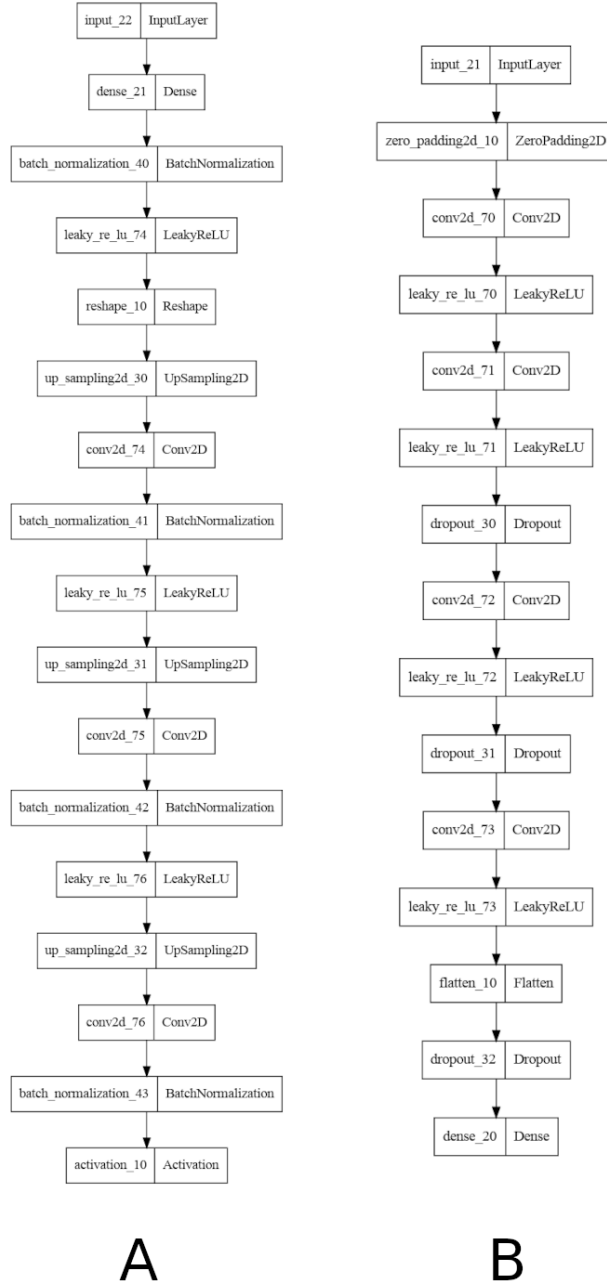 input_22 InputLayer
dense_21 Dense
batch_normalization_40 BatchNormalization
leaky_re_lu_74 LeakyReLU
reshape_10 Reshape
up_sampling2d_30 UpSampling2D
conv2d_74 Conv2D
batch_normalization_41 BatchNormalization
leaky_re_lu_75 LeakyReLU
up_sampling2d_31 UpSampling2D
conv2d_75 Conv2D
batch_normalization_42 BatchNormalization
leaky_re_lu_76 LeakyReLU
up_sampling2d_32 UpSampling2D
conv2d_76 Conv2D
batch_normalization_43 BatchNormalization
activation_10 Activation
A
input_21 InputLayer
zero_padding2d_10 ZeroPadding2D
conv2d_70 Conv2D
leaky_re_lu_70 LeakyReLU
conv2d_71 Conv2D
leaky_re_lu_71 LeakyReLU
dropout_30 Dropout
conv2d_72 Conv2D
leaky_re_lu_72 LeakyReLU
dropout_31 Dropout
conv2d_73 Conv2D
leaky_re_lu_73 LeakyReLU
flatten_10 Flatten
dropout_32 Dropout
dense_20 Dense
B